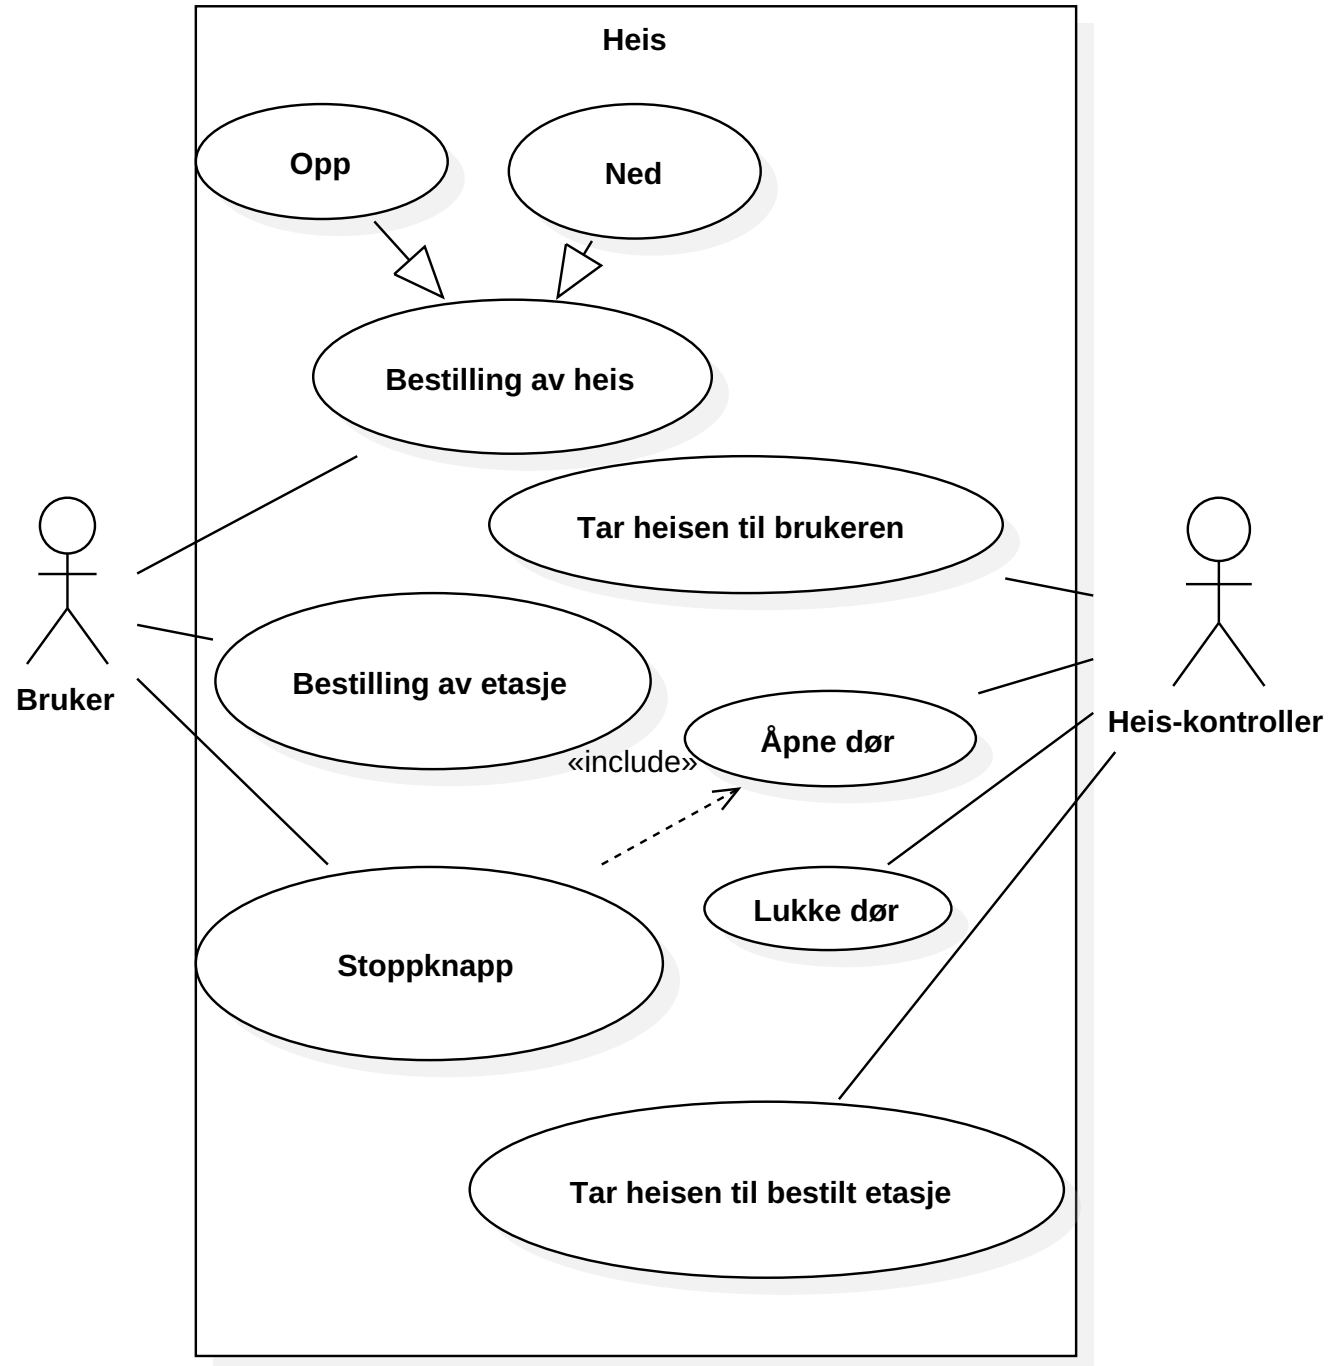 Heis
Opp
Ned
Bestilling av heis
Tar heisen til brukeren
Bestilling av etasje
Bruker
Heis-kontroller
Åpne dør
«include»
Lukke dør
Stoppknapp
Tar heisen til bestilt etasje